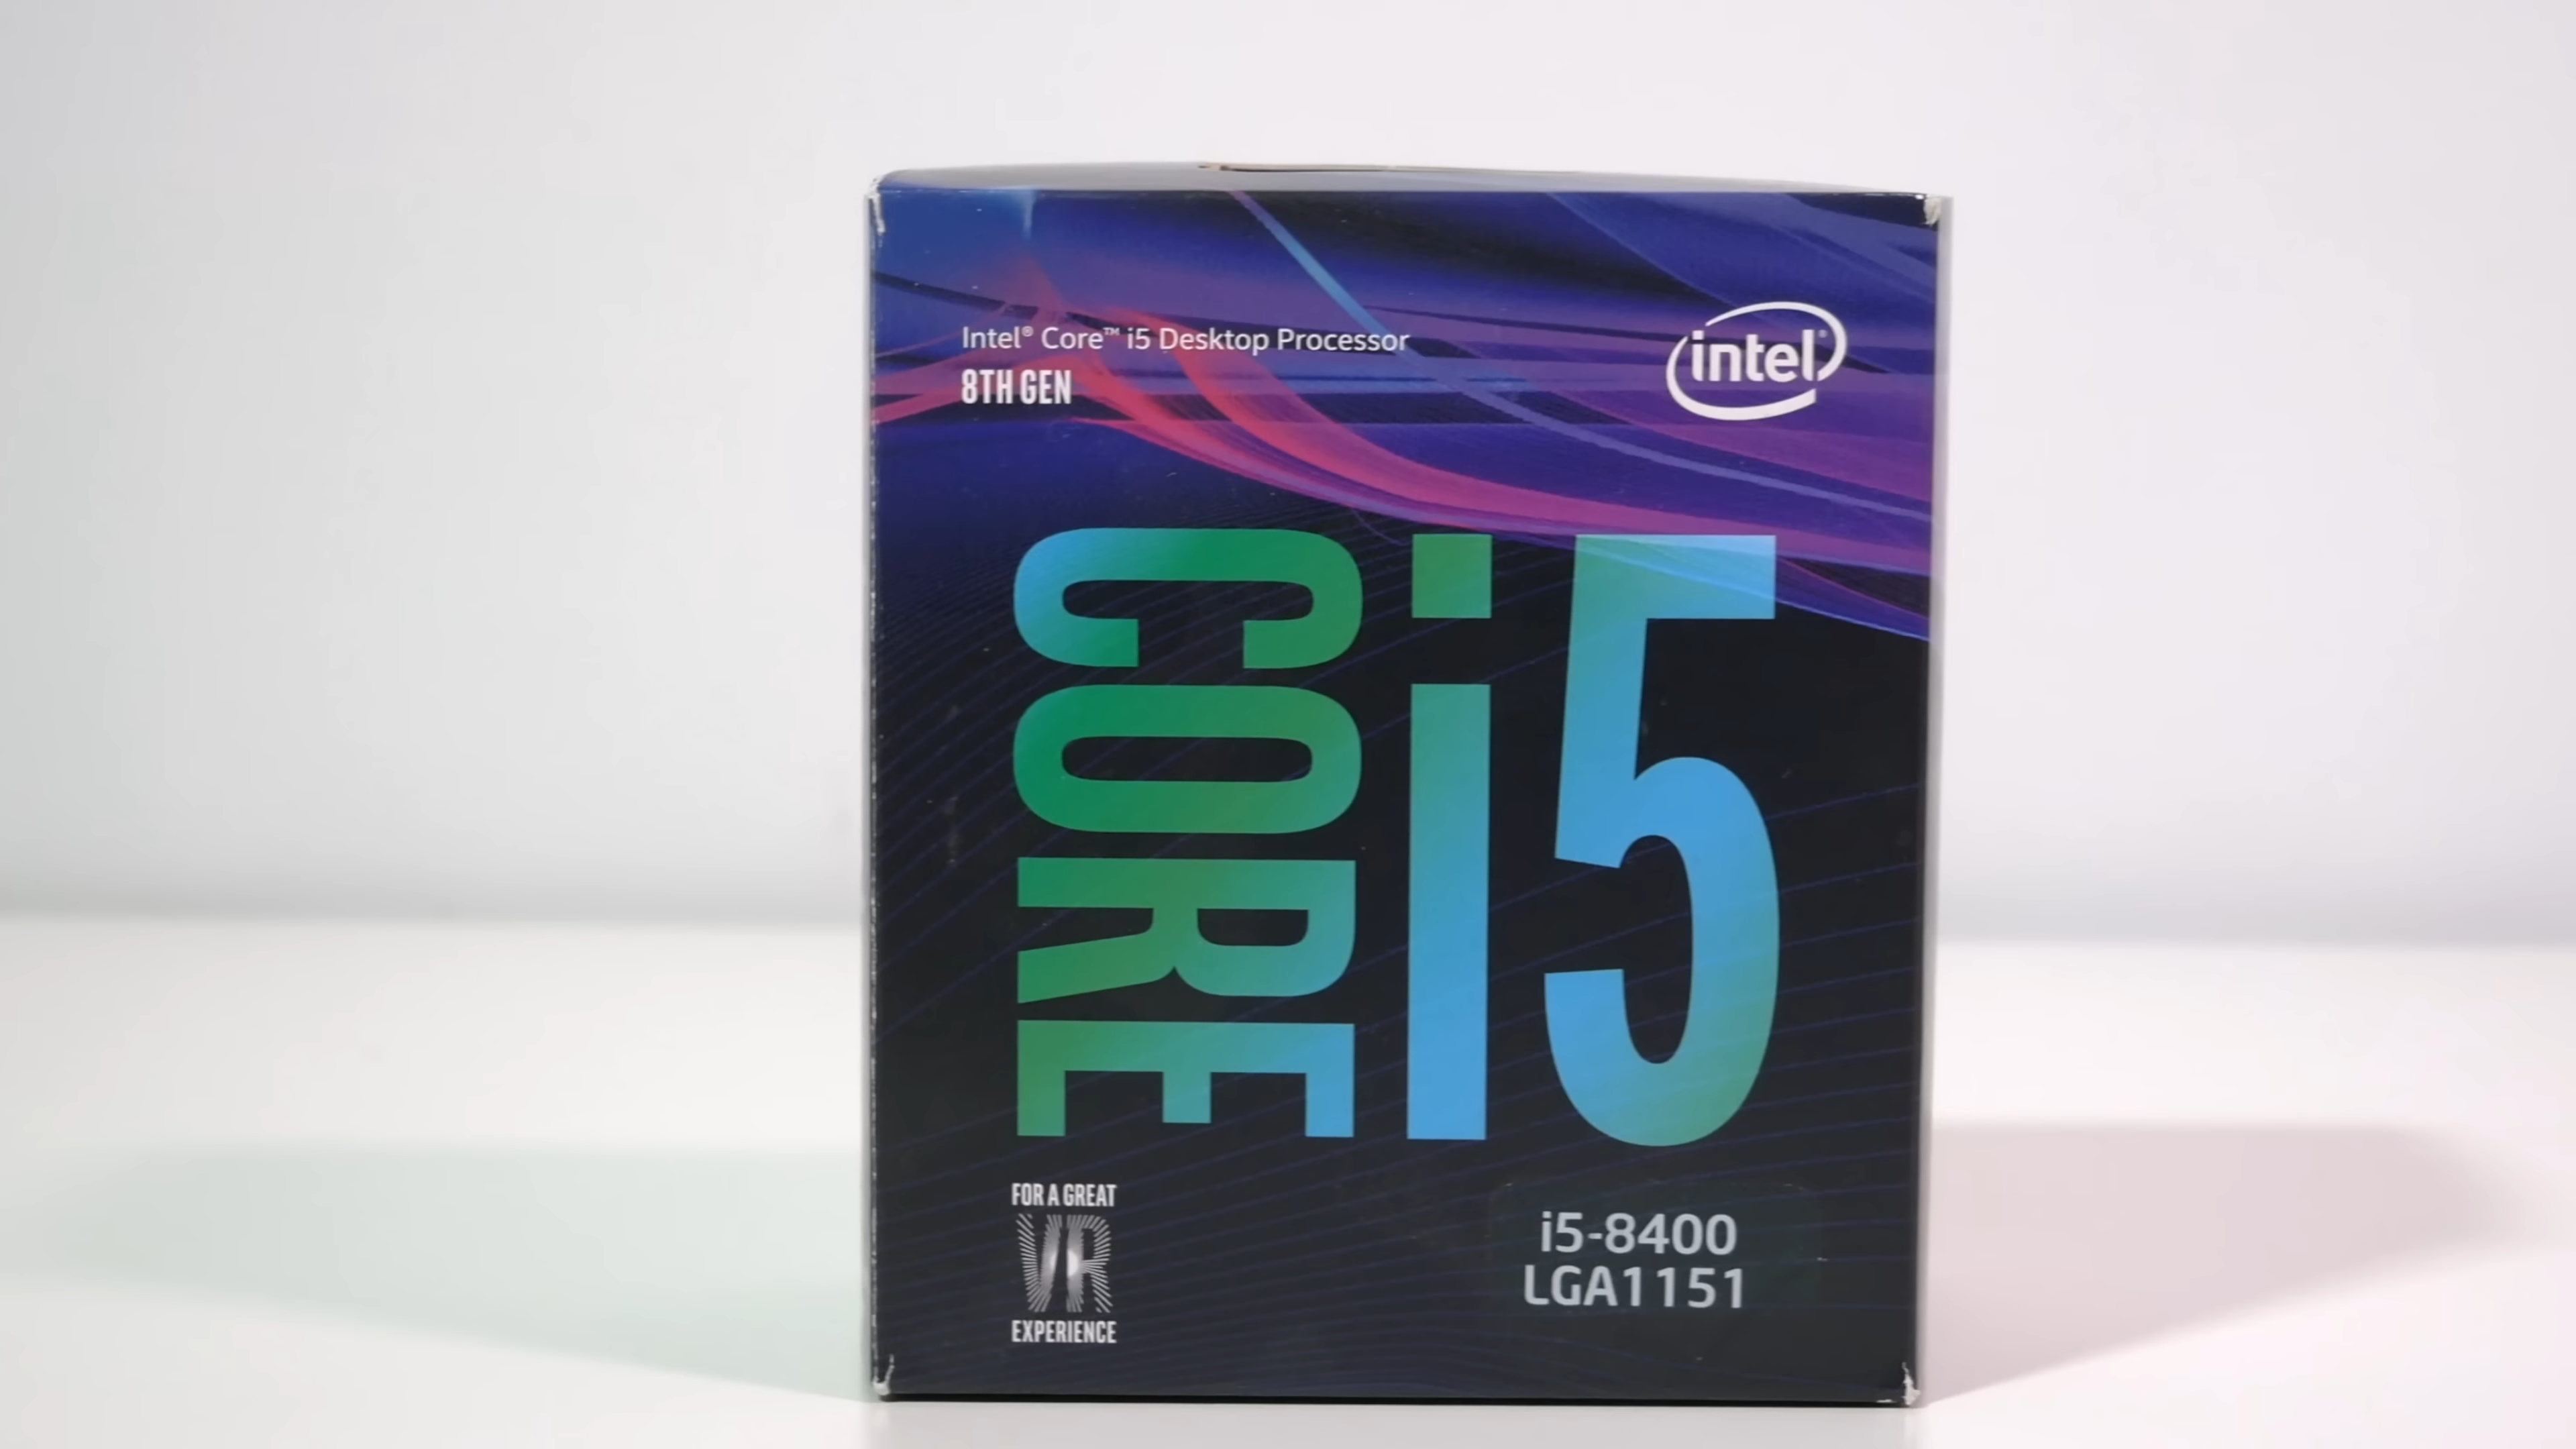 Intel® Core™ i5 Desktop Processor
8TH GEN
intel®
CORE i5
FOR A GREAT
VR
EXPERIENCE
i5-8400
LGA1151